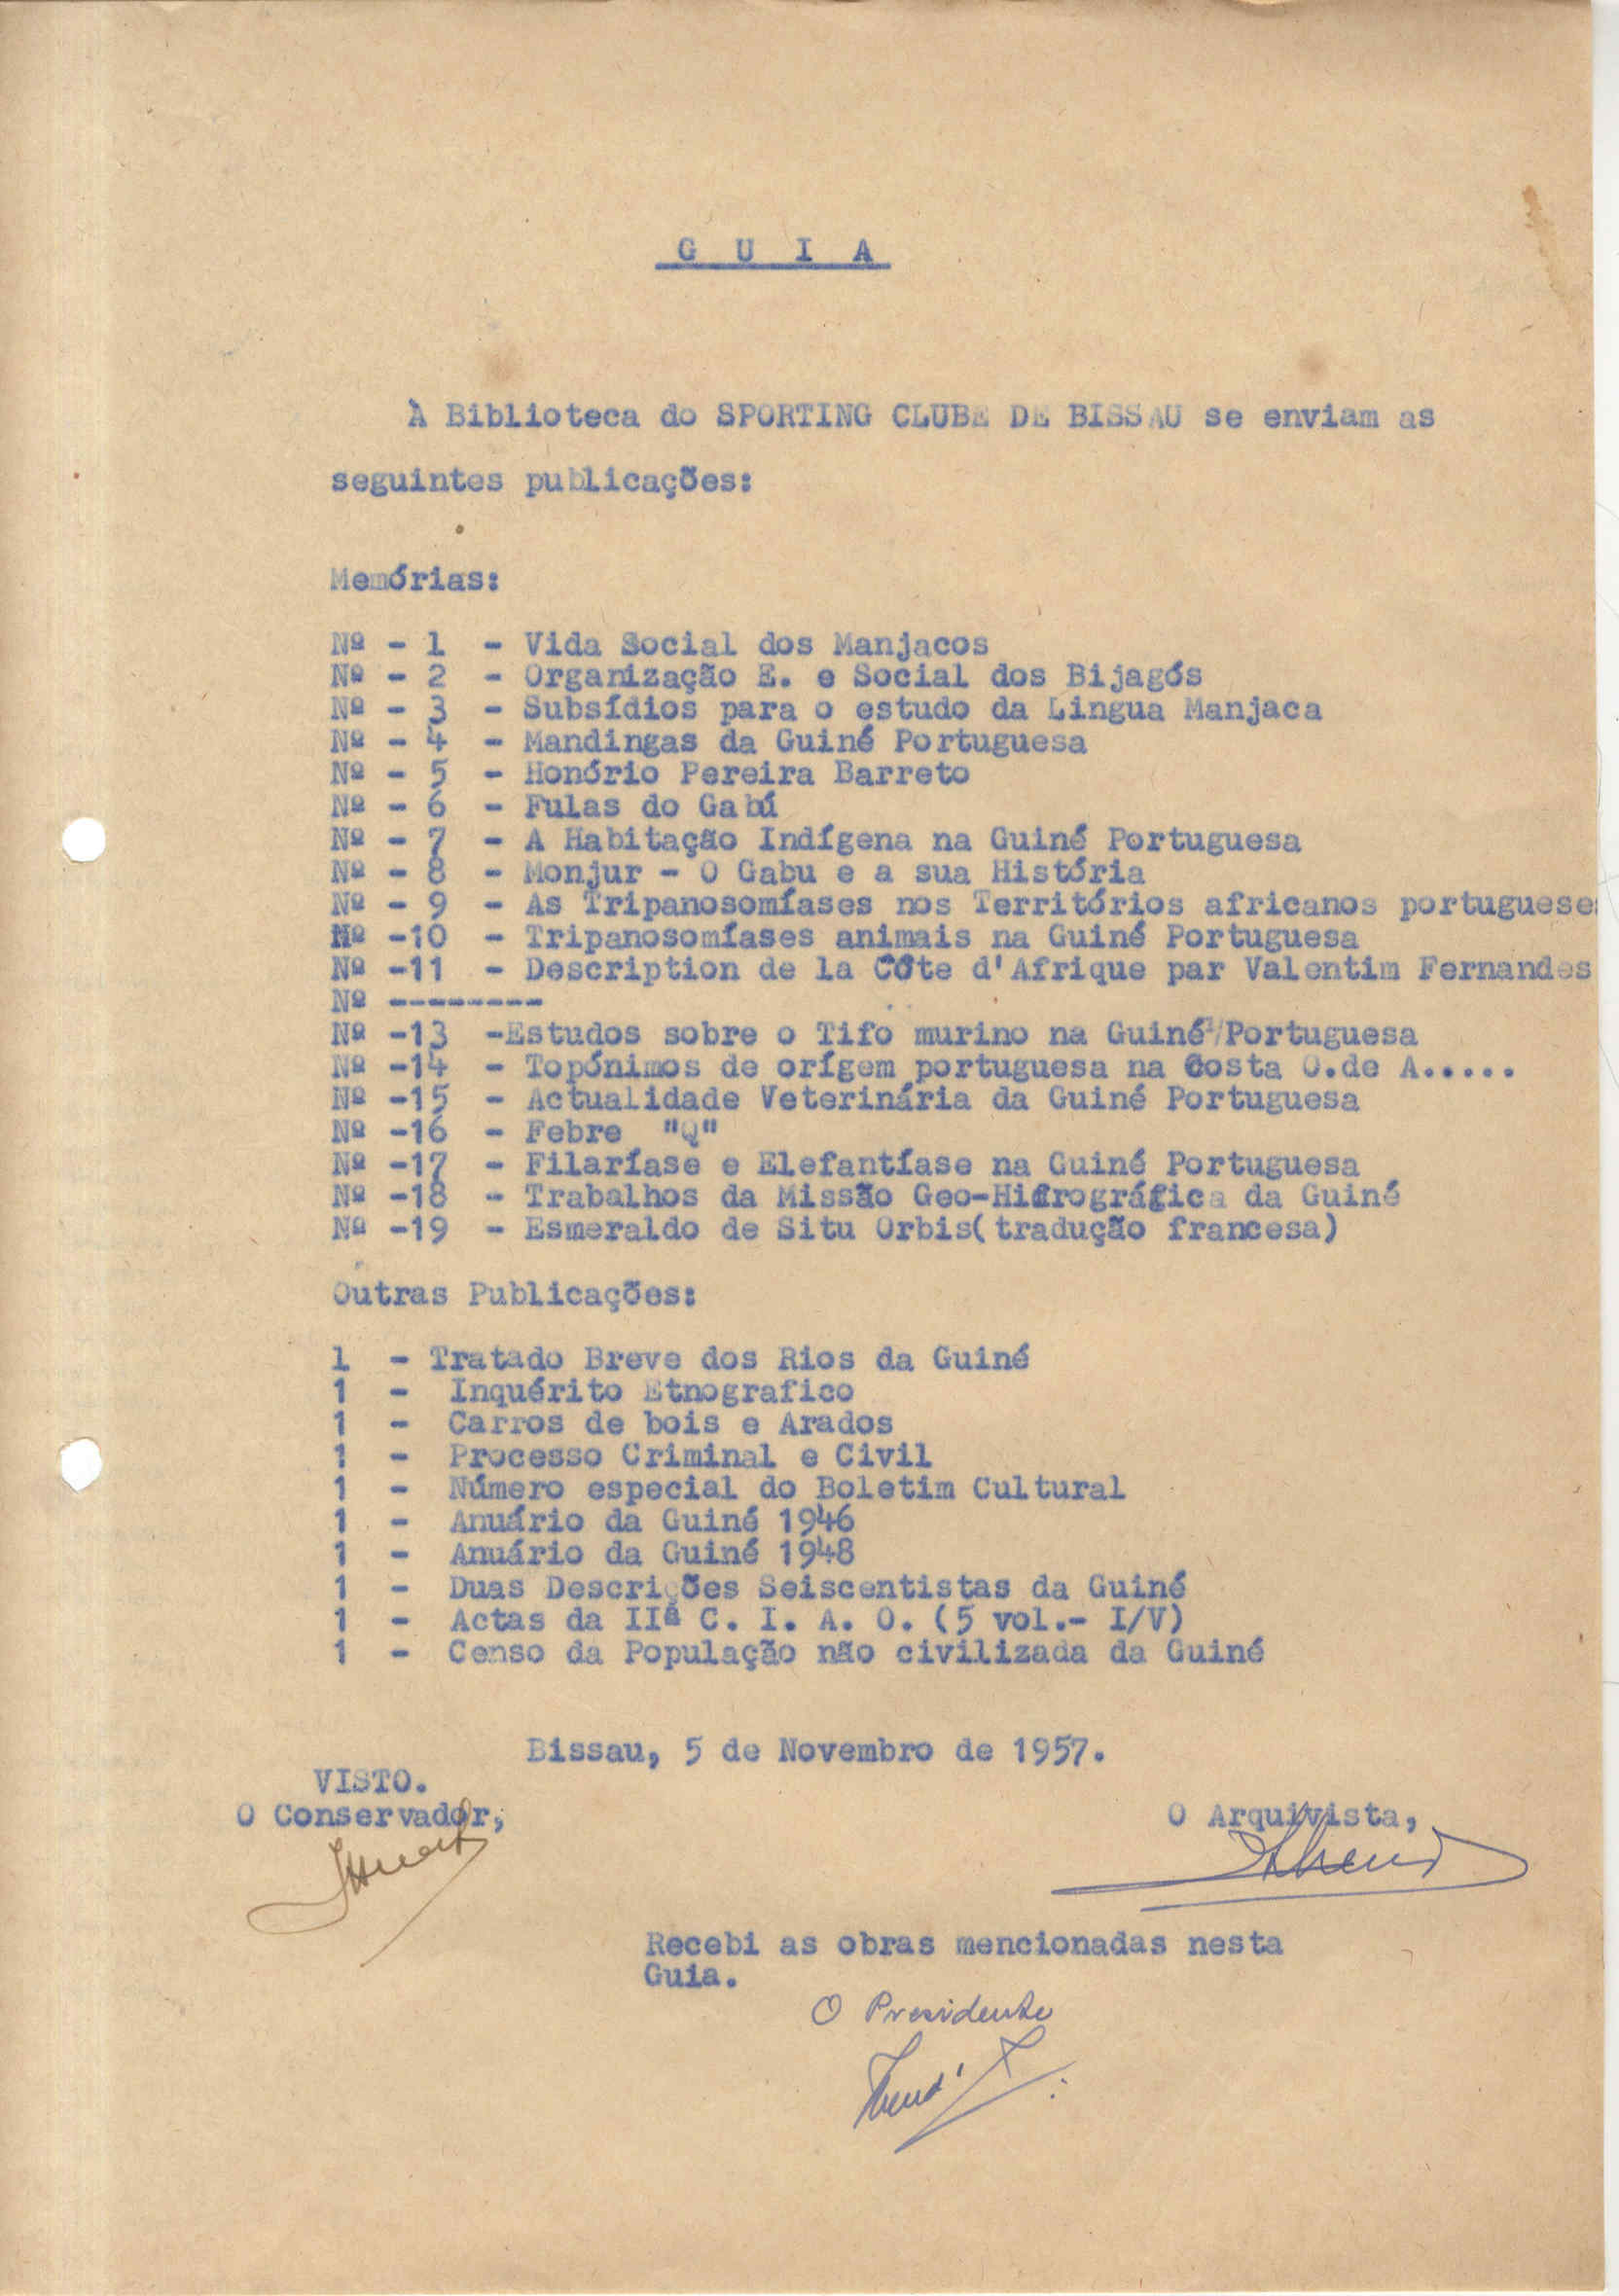 G U I A
À Biblioteca do SPORTING CLUBE DE BISSAU se enviam as
seguintes publicações:
Memórias:
Nº - 1 - Vida Social dos Manjacos
Nº - 2 - Organização E. e Social dos Bijagós
Nº - 3 - Subsídios para o estudo da Lingua Manjaca
Nº - 4 - Mandingas da Guiné Portuguesa
Nº - 5 - Honório Pereira Barreto
Nº - 6 - Fulas do Gabú
Nº - 7 - A Habitação Indígena na Guiné Portuguesa
Nº - 8 - Monjur - O Gabu e a sua História
Nº - 9 - As Tripanosomíases nos Territórios africanos portugueses
Nº -10 - Tripanosomíases animais na Guiné Portuguesa
Nº -11 - Description de la Côte d'Afrique par Valentim Fernandes
Nº --------
Nº -13 -Estudos sobre o Tifo murino na Guiné Portuguesa
Nº -14 - Topónimos de orígem portuguesa na Costa O.de A.....
Nº -15 - Actualidade Veterinária da Guiné Portuguesa
Nº -16 - Febre "Q"
Nº -17 - Filaríase e Elefantíase na Guiné Portuguesa
Nº -18 - Trabalhos da Missão Geo-Hidrográfica da Guiné
Nº -19 - Esmeraldo de Situ Orbis(tradução francesa)
Outras Publicações:
1 - Tratado Breve dos Rios da Guiné
1 - Inquérito Etnografico
1 - Carros de bois e Arados
1 - Processo Criminal e Civil
1 - Número especial do Boletim Cultural
1 - Anuário da Guiné 1946
1 - Anuário da Guiné 1948
1 - Duas Descrições Seiscentistas da Guiné
1 - Actas da IIª C. I. A. O. (5 vol.- I/V)
1 - Censo da População não civilizada da Guiné
Bissau, 5 de Novembro de 1957.
VISTO.
O Conservador,
O Arquivista,
Recebi as obras mencionadas nesta
Guia.
O Presidente